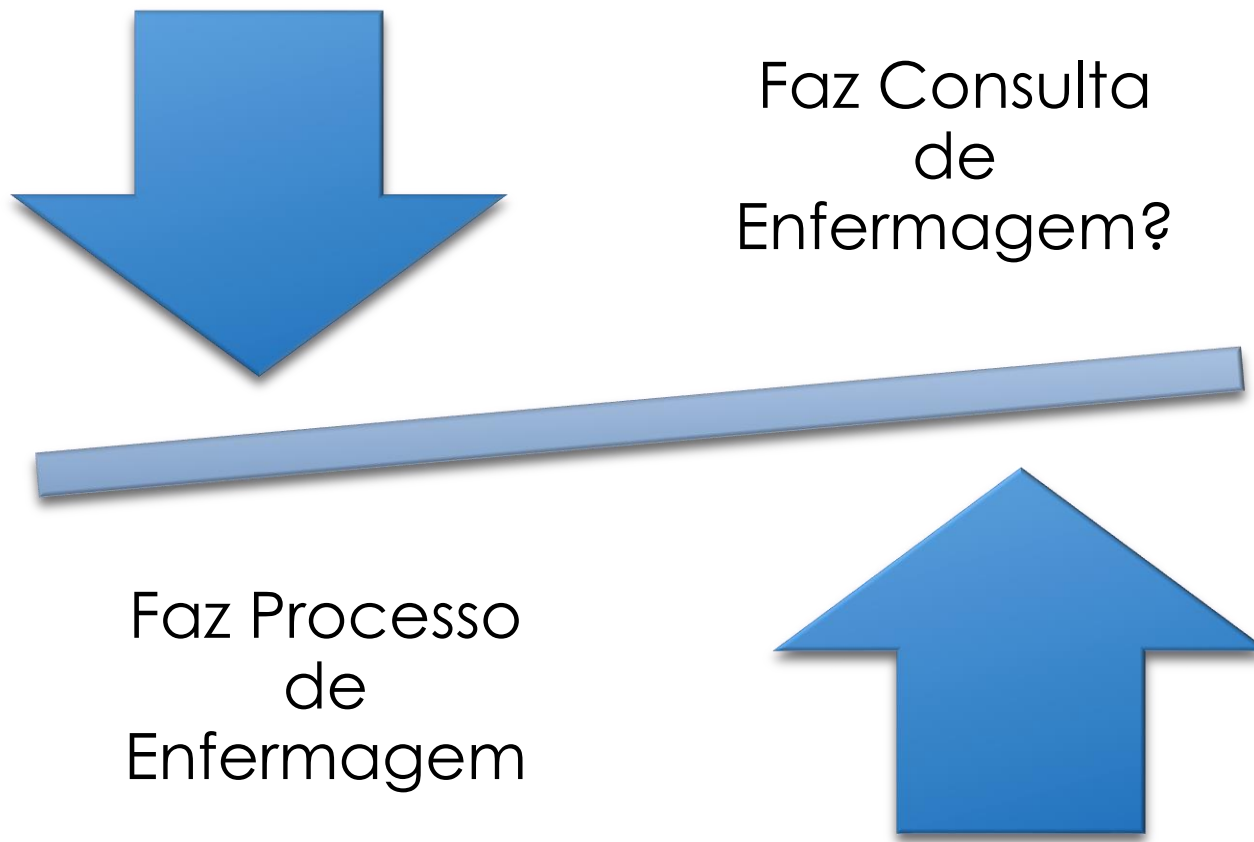 Faz Consulta
de
Enfermagem?
Faz Processo
de
Enfermagem